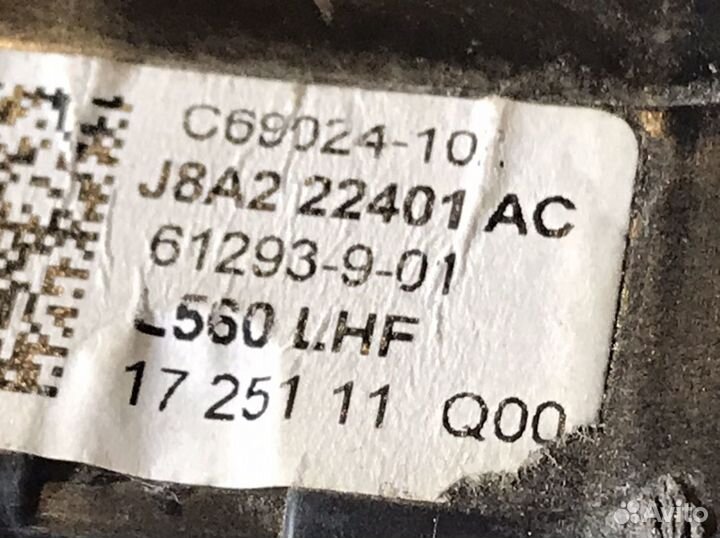 C69024-10
J8A2 22401 AC
61293-9-01
L560 LHF
17 251 11 Q00
Avito